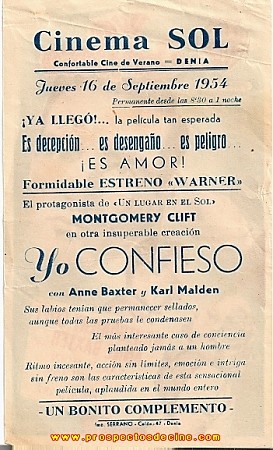 Cinema SOL
Confortable Cine de Verano — DENIA
Jueves 16 de Septiembre 1954
Permanente desde las 8'30 a 1 noche
¡YA LLEGÓ!... la película tan esperada
Es decepción... es desengaño... es peligro...
¡ES AMOR!
Formidable ESTRENO «WARNER»
El protagonista de «UN LUGAR EN EL SOL»
MONTGOMERY CLIFT
en otra insuperable creación
Yo CONFIESO
con Anne Baxter y Karl Malden
Sus labios tenían que permanecer sellados,
aunque todas las pruebas le condenasen
El más interesante caso de conciencia
planteado jamás a un hombre
Ritmo incesante, acción sin límites, emoción e intriga
sin freno son las características de esta sensacional
película, aplaudida en el mundo entero
- UN BONITO COMPLEMENTO -
Imp. SERRANO - Caldo - 47 - Denia
www.prospectosdecine.com